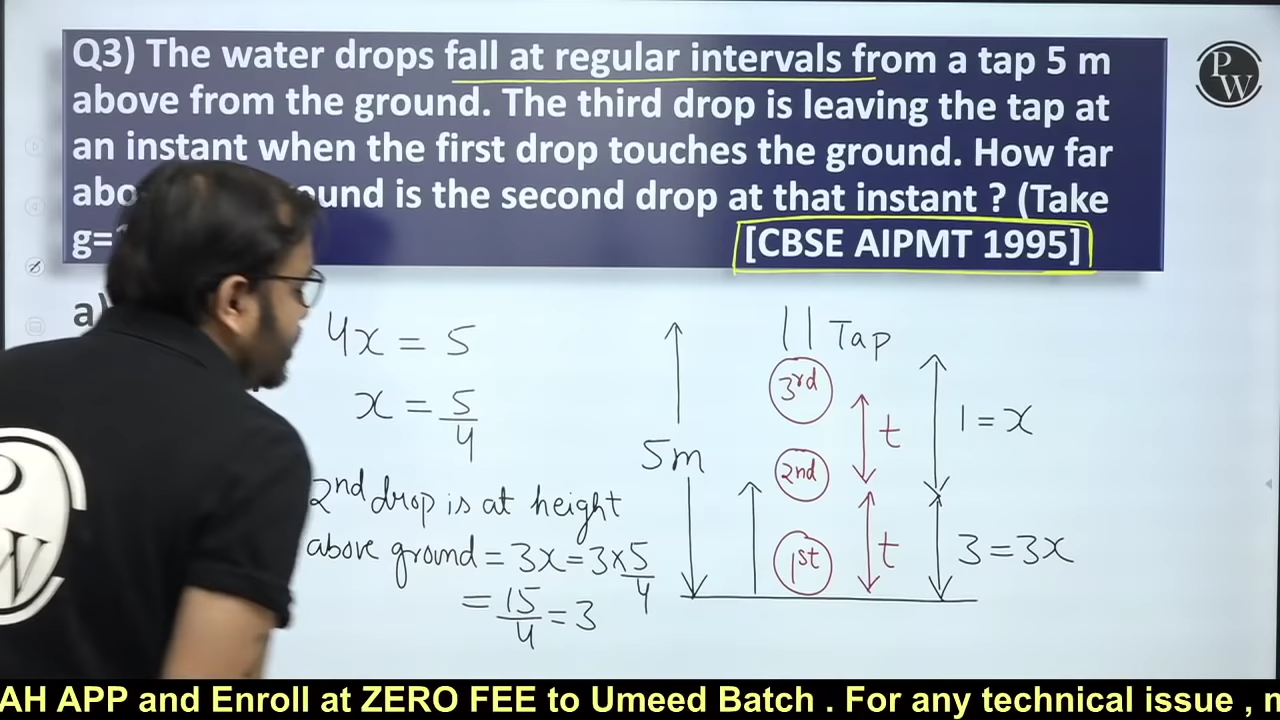 Q3) The water drops fall at regular intervals from a tap 5 m
above from the ground. The third drop is leaving the tap at
an instant when the first drop touches the ground. How far
is the second drop at that instant ? (Take
g=
[CBSE AIPMT 1995]
PW
a)
4x = 5
x = 5/4
2nd drop is at height
above ground = 3x = 3×5/4
= 15/4 = 3
5m
|| Tap
3rd
2nd
1st
t
t
1 = x
3 = 3x
W
AH APP and Enroll at ZERO FEE to Umeed Batch . For any technical issue ,